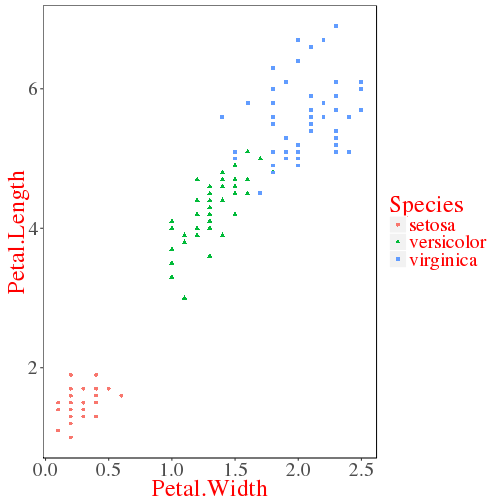 6
4
2
Petal.Length
0.0 0.5 1.0 1.5 2.0 2.5
Petal.Width
Species
setosa
versicolor
virginica